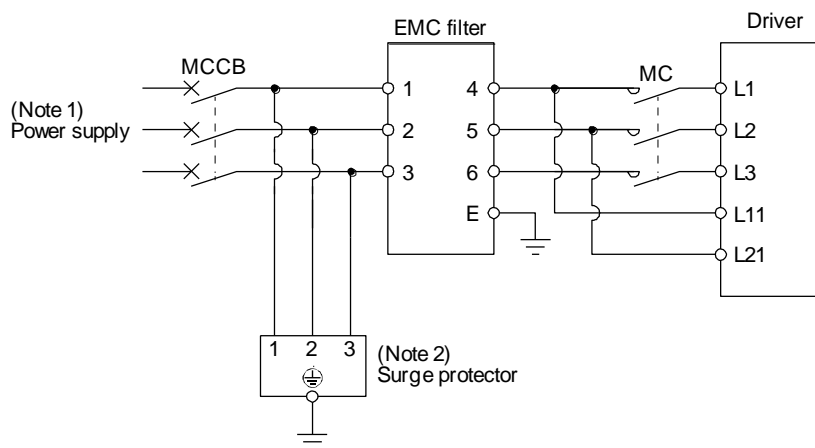 Driver
EMC filter
MCCB
MC
1
4
L1
(Note 1)
Power supply
2
5
L2
3
6
L3
E
L11
L21
1 2 3
(Note 2)
Surge protector